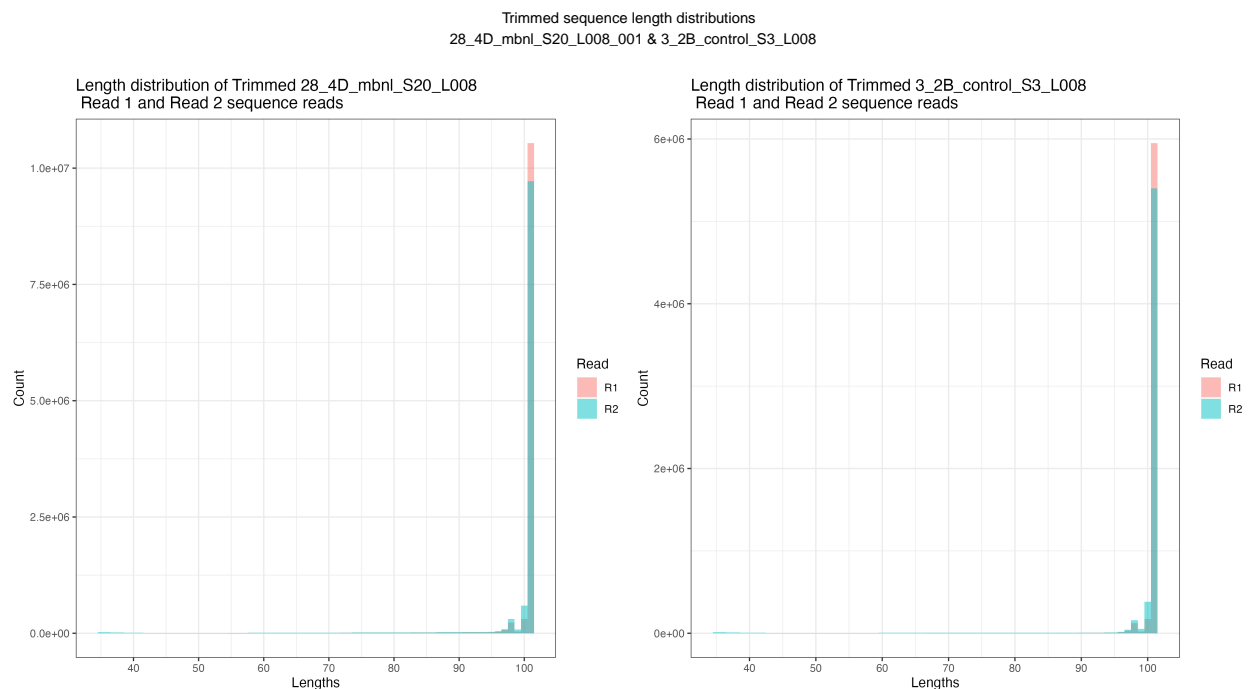 Trimmed sequence length distributions
28_4D_mbnl_S20_L008_001 & 3_2B_control_S3_L008
Length distribution of Trimmed 28_4D_mbnl_S20_L008
Read 1 and Read 2 sequence reads
Count
1.0e+07
7.5e+06
5.0e+06
2.5e+06
0.0e+00
40 50 60 70 80 90 100
Lengths
Read
R1
R2
Length distribution of Trimmed 3_2B_control_S3_L008
Read 1 and Read 2 sequence reads
Count
6e+06
4e+06
2e+06
0e+00
40 50 60 70 80 90 100
Lengths
Read
R1
R2